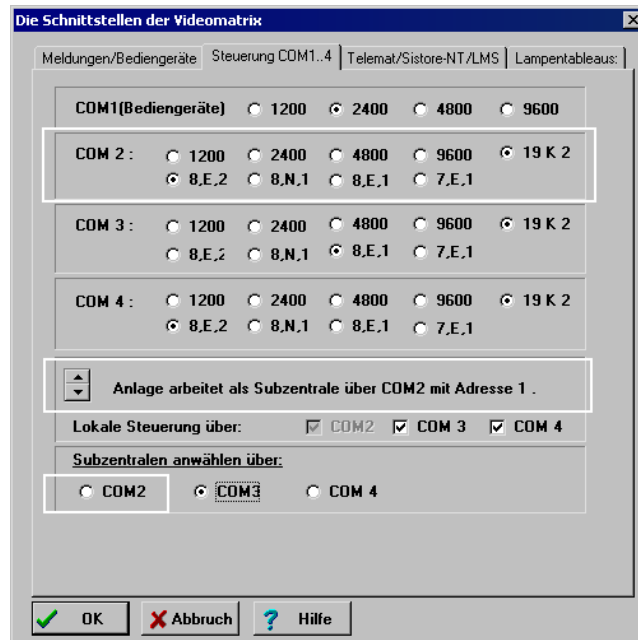 Die Schnittstellen der Videomatrix
Meldungen/Bediengeräte Steuerung COM1..4 Telemat/Sistore-NT/LMS Lampentableaus:
COM1(Bediengeräte) 1200 2400 4800 9600
COM 2 : 1200 2400 4800 9600 19 K 2
8,E,2 8,N,1 8,E,1 7,E,1
COM 3 : 1200 2400 4800 9600 19 K 2
8,E,2 8,N,1 8,E,1 7,E,1
COM 4 : 1200 2400 4800 9600 19 K 2
8,E,2 8,N,1 8,E,1 7,E,1
Anlage arbeitet als Subzentrale über COM2 mit Adresse 1 .
Lokale Steuerung über: COM2 COM 3 COM 4
Subzentralen anwählen über:
COM2 COM3 COM 4
OK Abbruch ? Hilfe